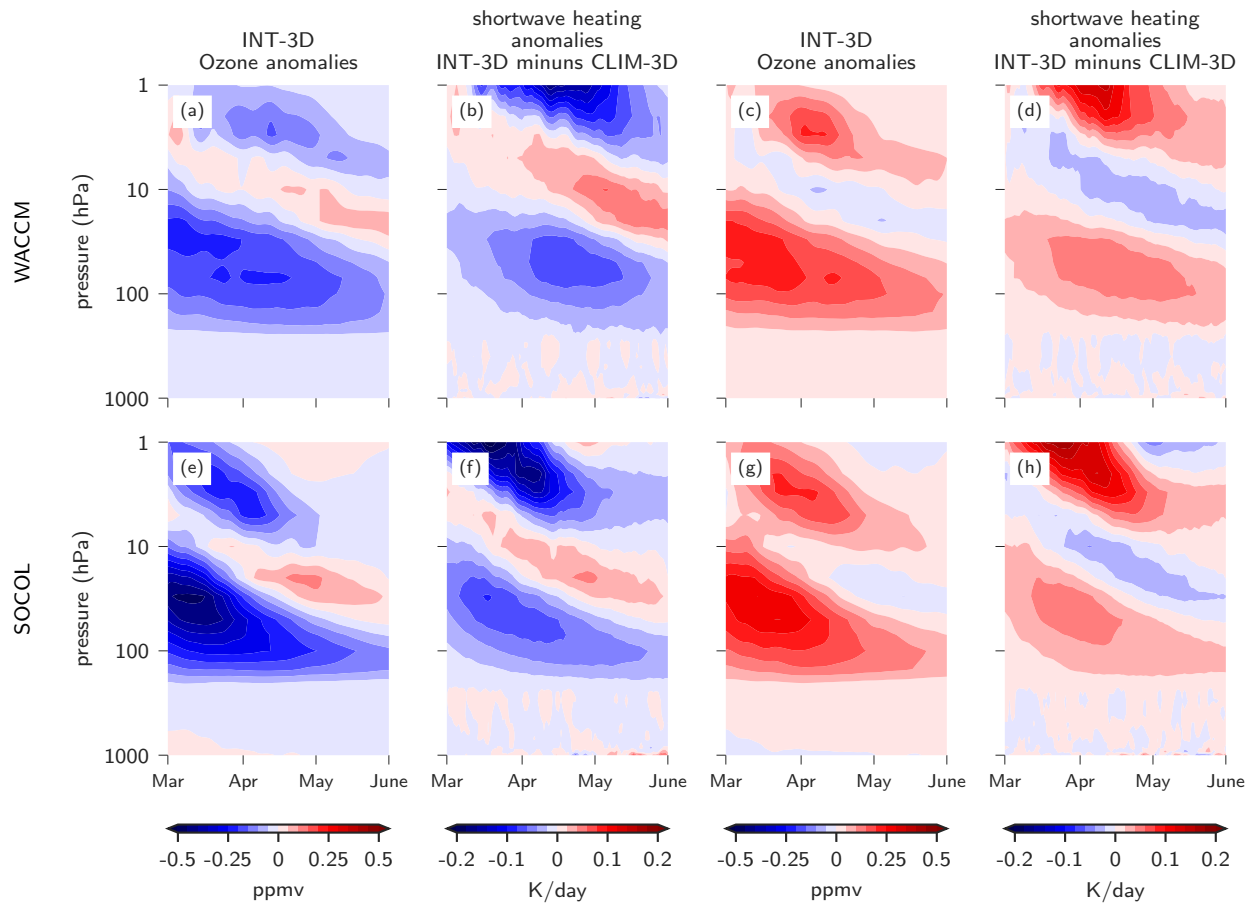 INT-3D
Ozone anomalies
shortwave heating
anomalies
INT-3D minuns CLIM-3D
INT-3D
Ozone anomalies
shortwave heating
anomalies
INT-3D minuns CLIM-3D
WACCM
pressure (hPa)
1
10
100
1000
(a)
(b)
(c)
(d)
SOCOL
pressure (hPa)
1
10
100
1000
(e)
(f)
(g)
(h)
Mar Apr May June
Mar Apr May June
Mar Apr May June
Mar Apr May June
-0.5 -0.25 0 0.25 0.5
ppmv
-0.2 -0.1 0 0.1 0.2
K/day
-0.5 -0.25 0 0.25 0.5
ppmv
-0.2 -0.1 0 0.1 0.2
K/day